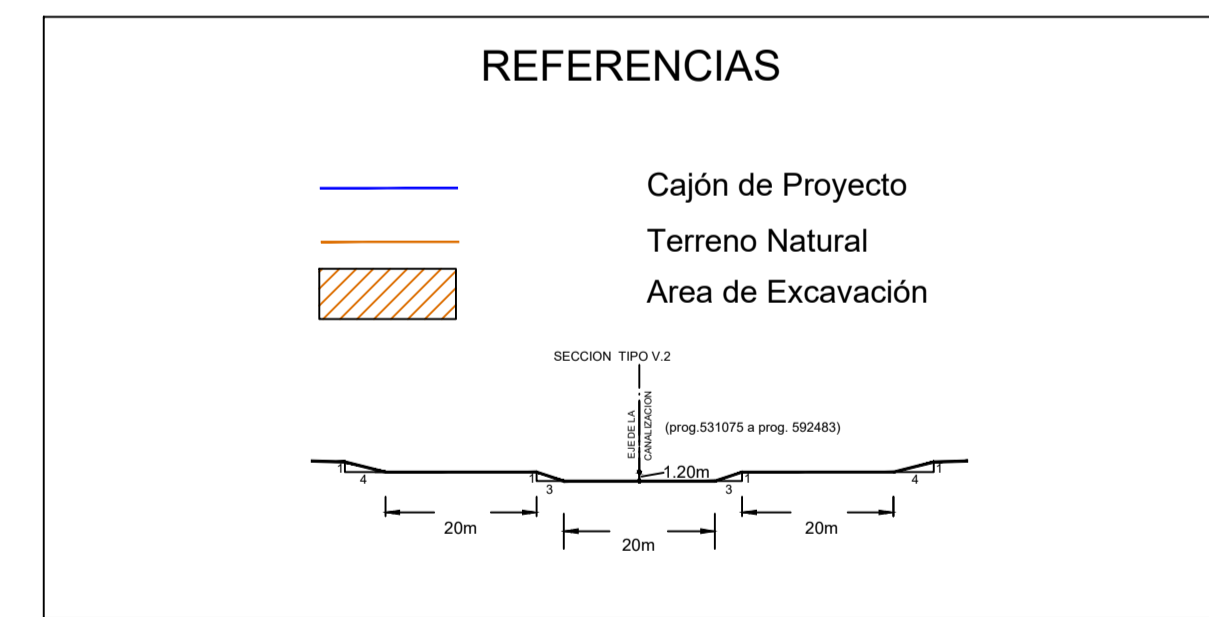 REFERENCIAS
Cajón de Proyecto
Terreno Natural
Area de Excavación
SECCION TIPO V.2
EJE DE LA
CANALIZACION
(prog.531075 a prog. 592483)
1
4
1
3
1.20m
3
1
4
1
20m
20m
20m